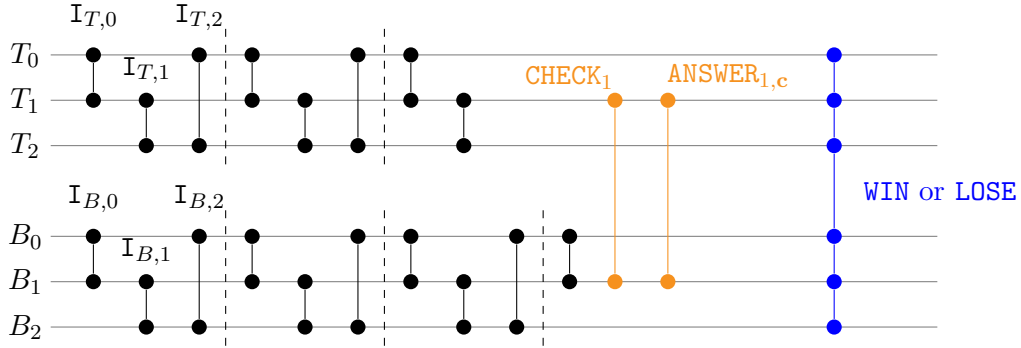 I_{T,0} I_{T,2}
T_0
I_{T,1}
CHECK_1 ANSWER_{1,c}
T_1
T_2
I_{B,0} I_{B,2}
WIN or LOSE
B_0
I_{B,1}
B_1
B_2